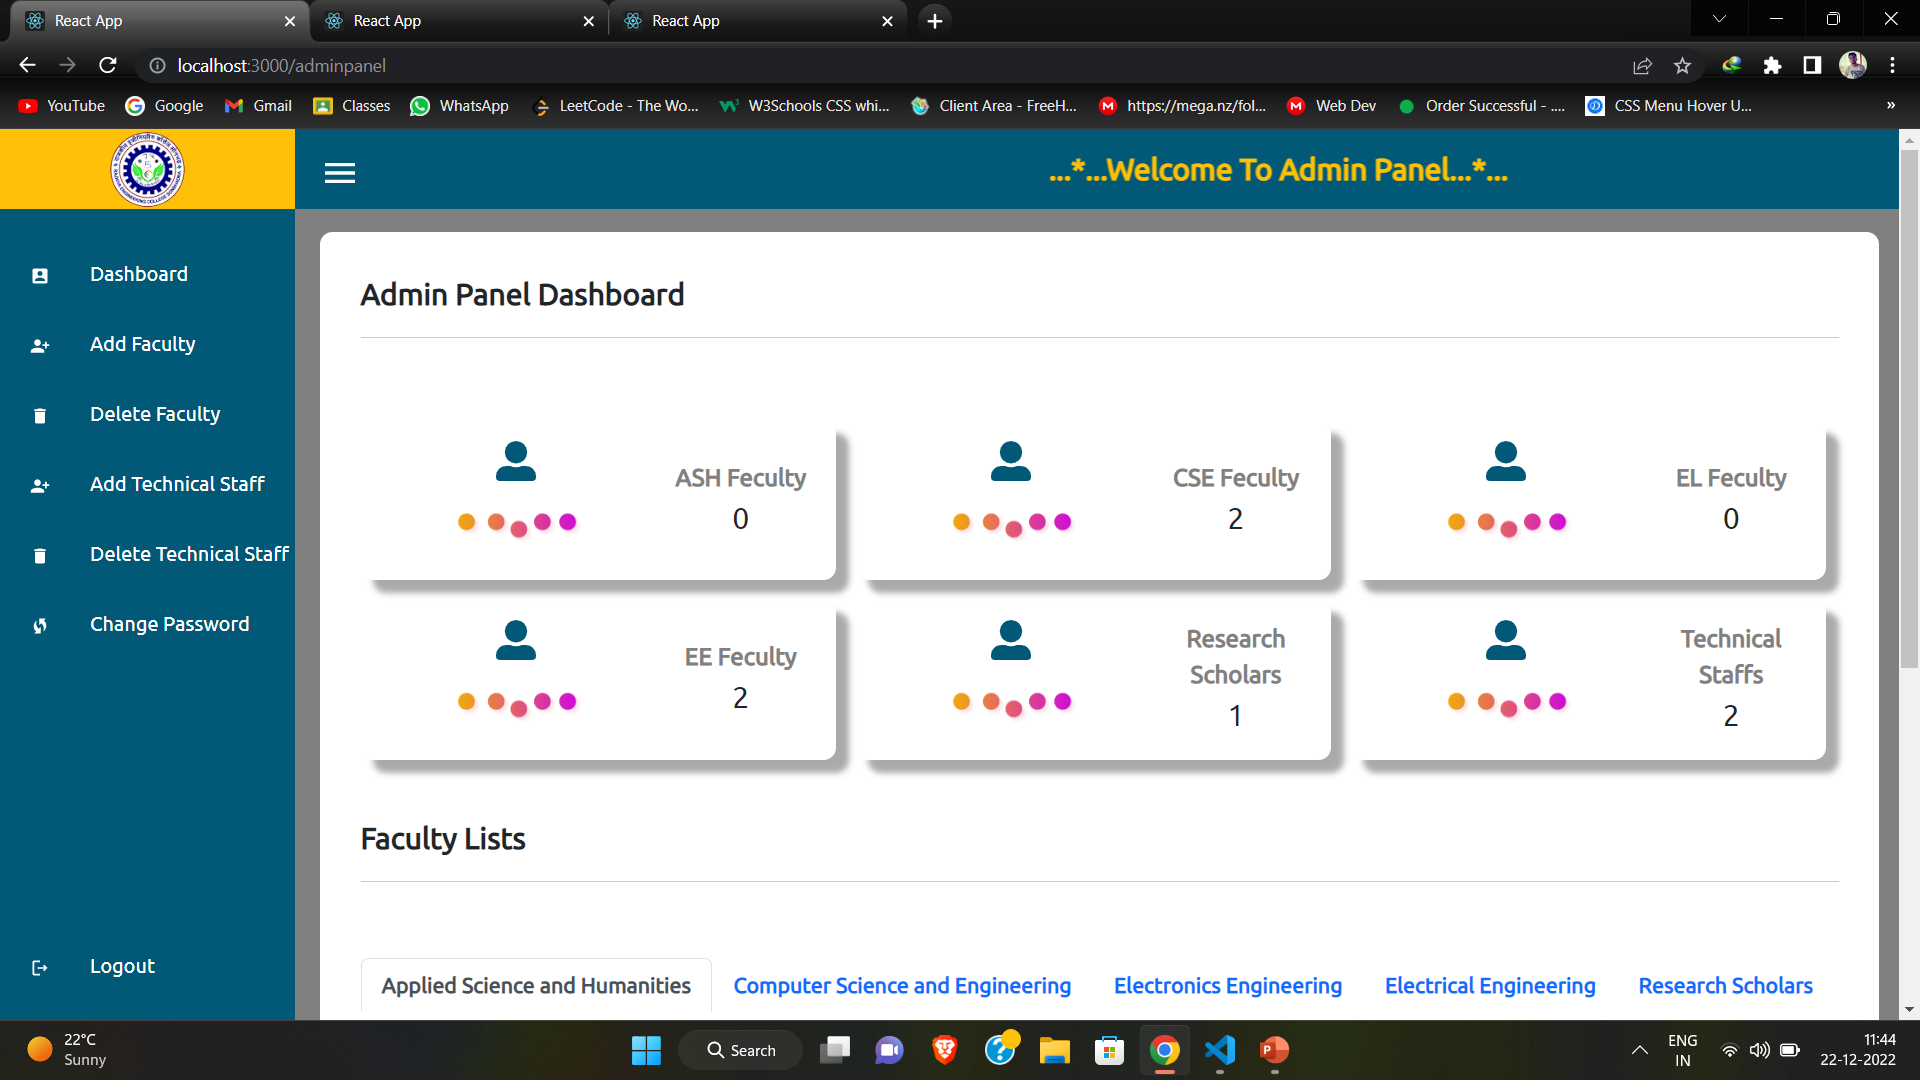 React App
React App
React App
localhost:3000/adminpanel
YouTube
Google
Gmail
Classes
WhatsApp
LeetCode - The Wo...
W3Schools CSS whi...
Client Area - FreeH...
https://mega.nz/fol...
Web Dev
Order Successful - ....
CSS Menu Hover U...
»
...*...Welcome To Admin Panel...*...
Dashboard
Add Faculty
Delete Faculty
Add Technical Staff
Delete Technical Staff
Change Password
Logout
Admin Panel Dashboard
ASH Feculty
0
CSE Feculty
2
EL Feculty
0
EE Feculty
2
Research
Scholars
1
Technical
Staffs
2
Faculty Lists
Applied Science and Humanities
Computer Science and Engineering
Electronics Engineering
Electrical Engineering
Research Scholars
22°C
Sunny
Search
ENG
IN
11:44
22-12-2022